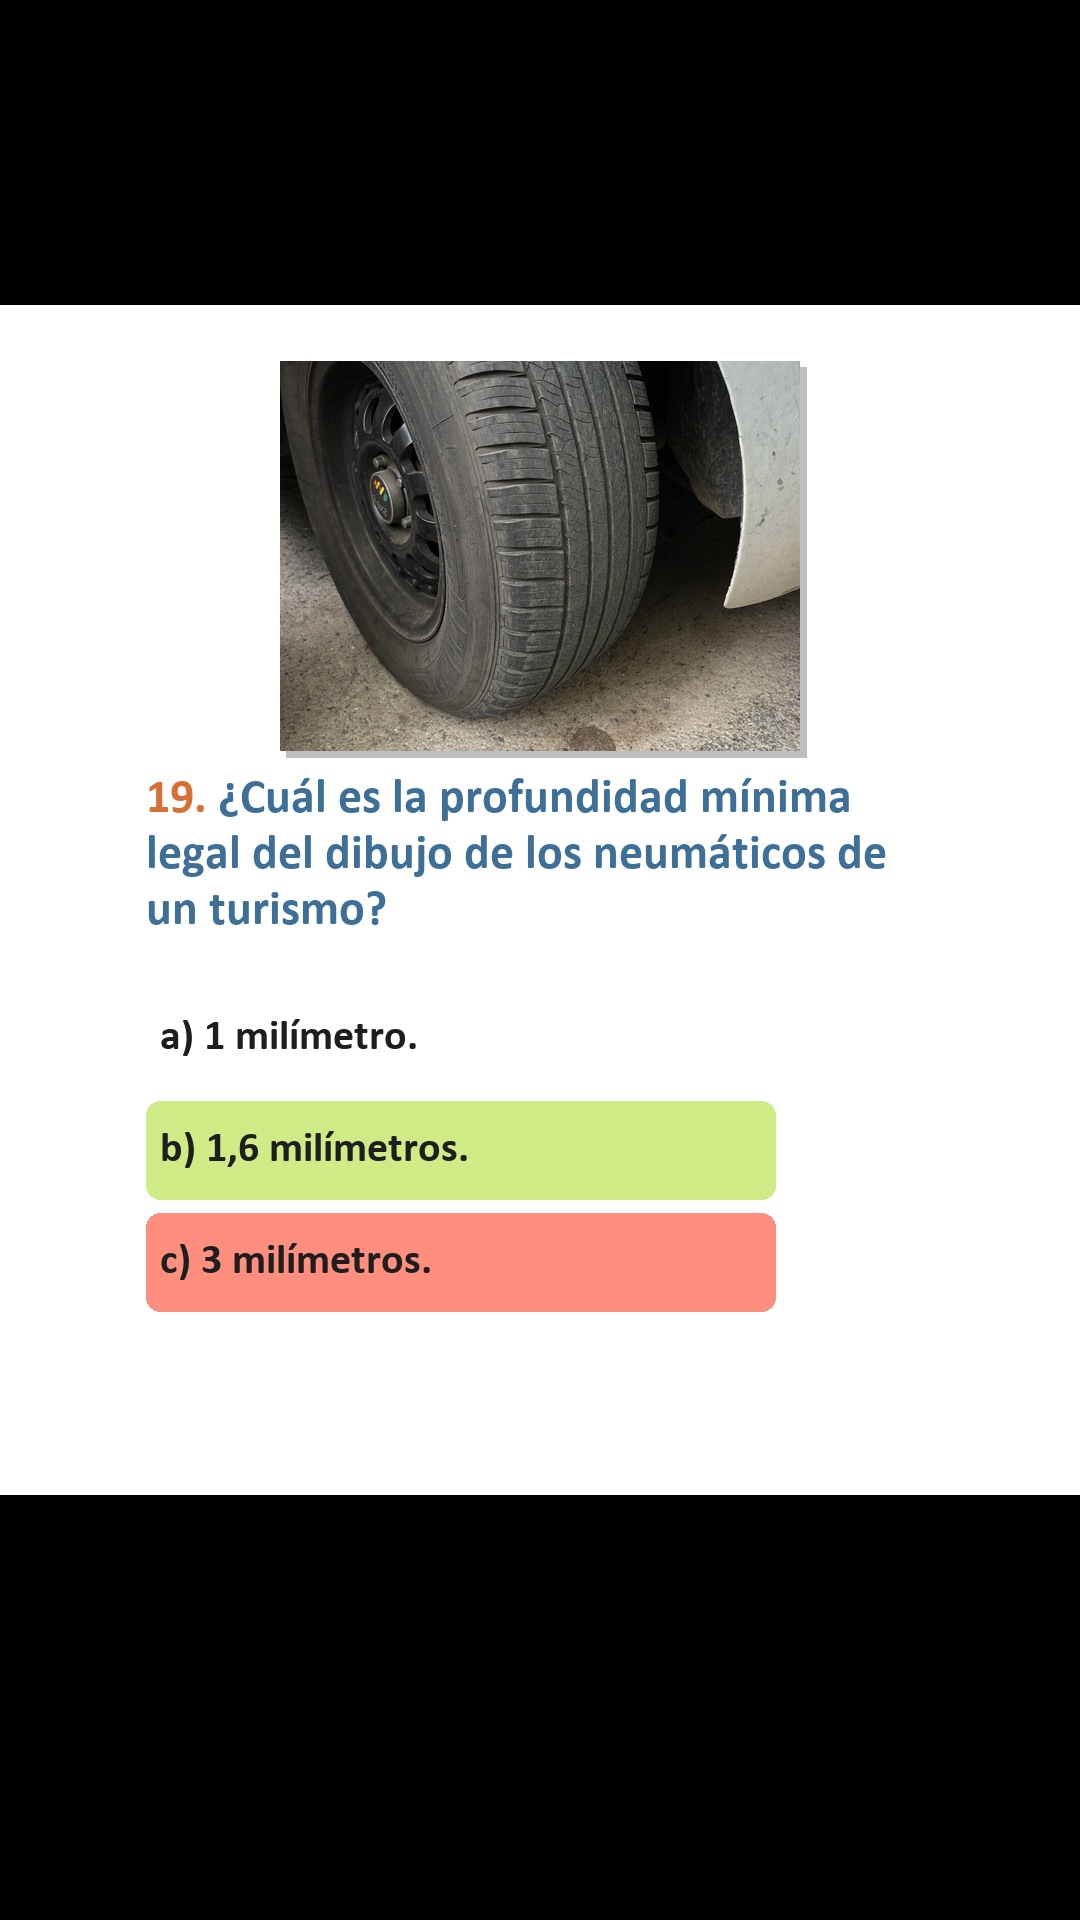 19. ¿Cuál es la profundidad mínima
legal del dibujo de los neumáticos de
un turismo?
a) 1 milímetro.
b) 1,6 milímetros.
c) 3 milímetros.